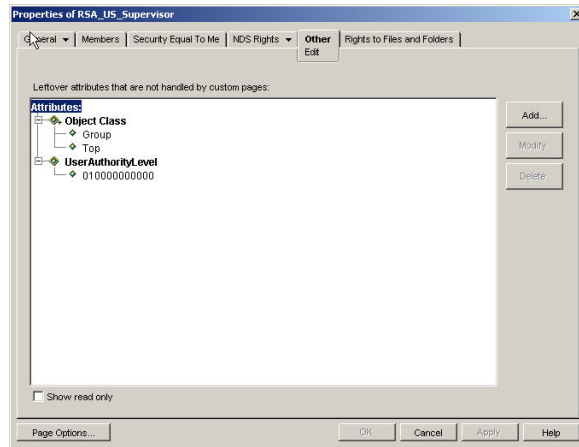 Properties of RSA_US_Supervisor
General Members Security Equal To Me NDS Rights Other Rights to Files and Folders
Edit
Leftover attributes that are not handled by custom pages:
Attributes:
Add...
Object Class
Group
Modify
Top
UserAuthorityLevel
Delete
010000000000
Show read only
Page Options... OK Cancel Apply Help